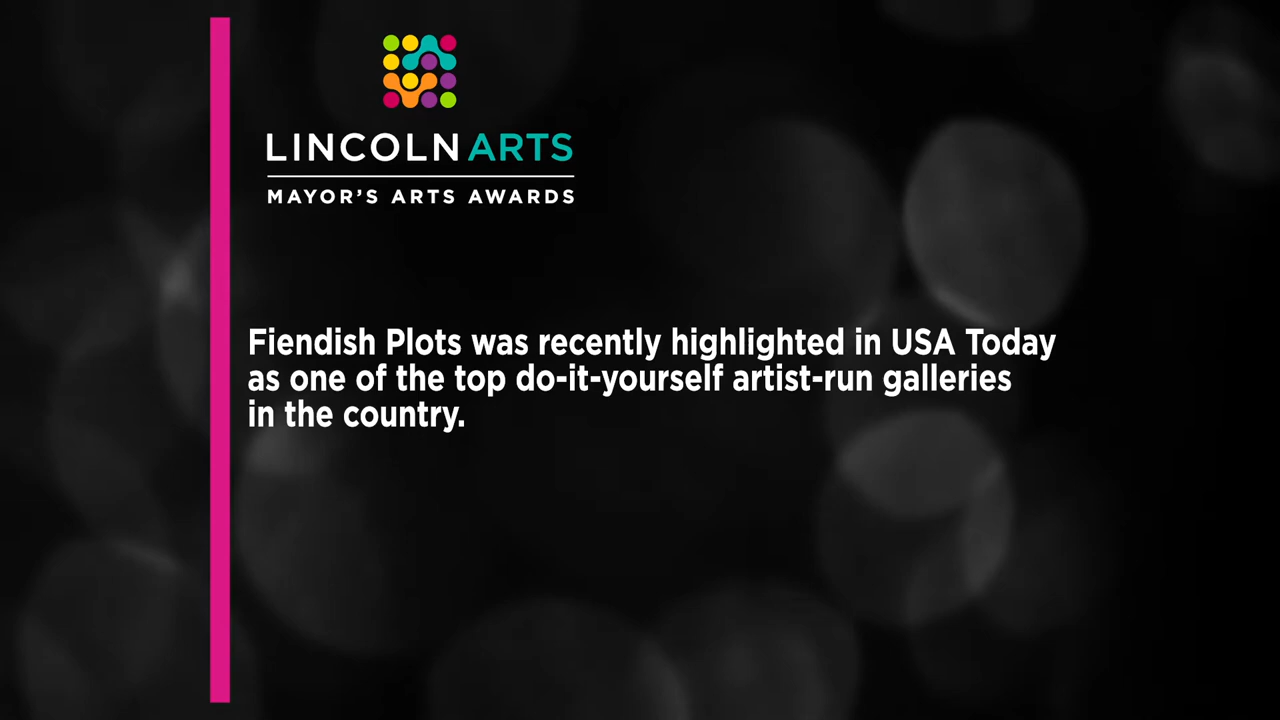 LINCOLN ARTS
MAYOR'S ARTS AWARDS
Fiendish Plots was recently highlighted in USA Today
as one of the top do-it-yourself artist-run galleries
in the country.